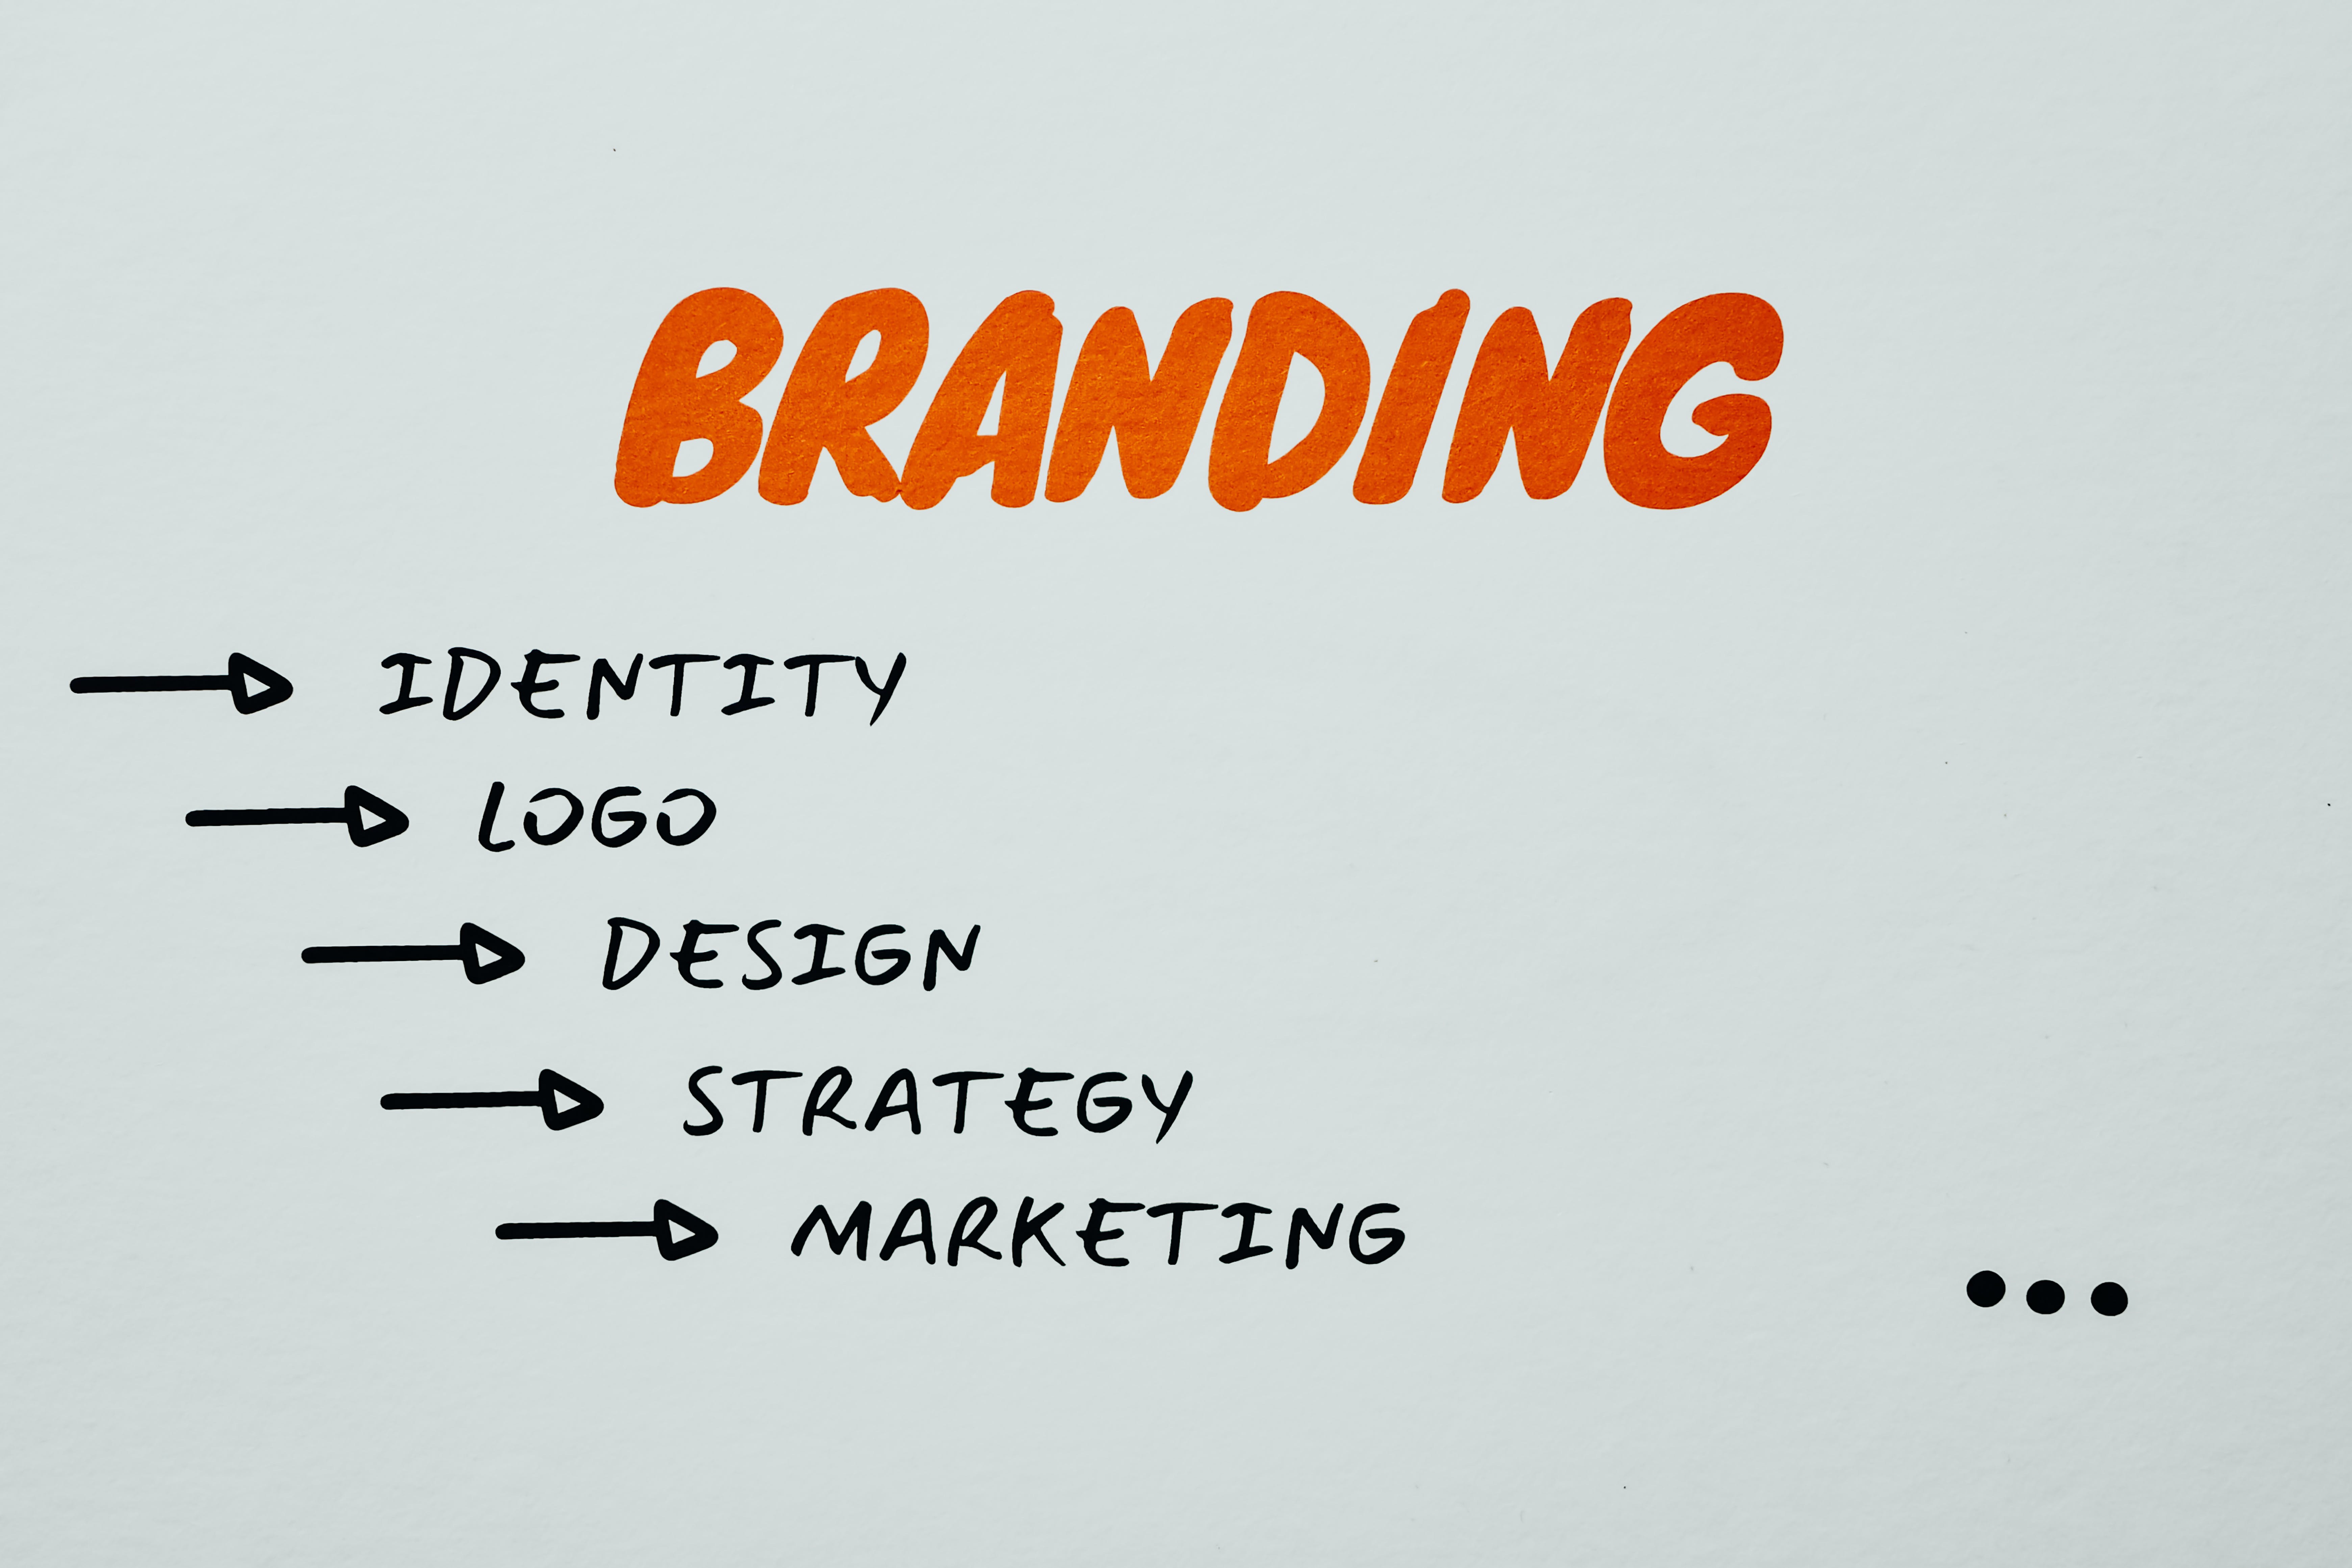 BRANDING
IDENTITY
LOGO
DESIGN
STRATEGY
MARKETING
...